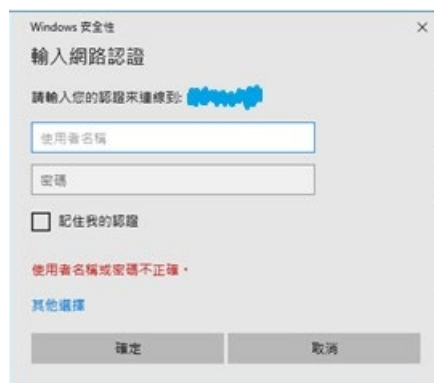 Windows 安全性
輸入網路認證
請輸入您的認證來連線到:
使用者名稱
密碼
記住我的認證
使用者名稱或密碼不正確。
其他選擇
確定
取消